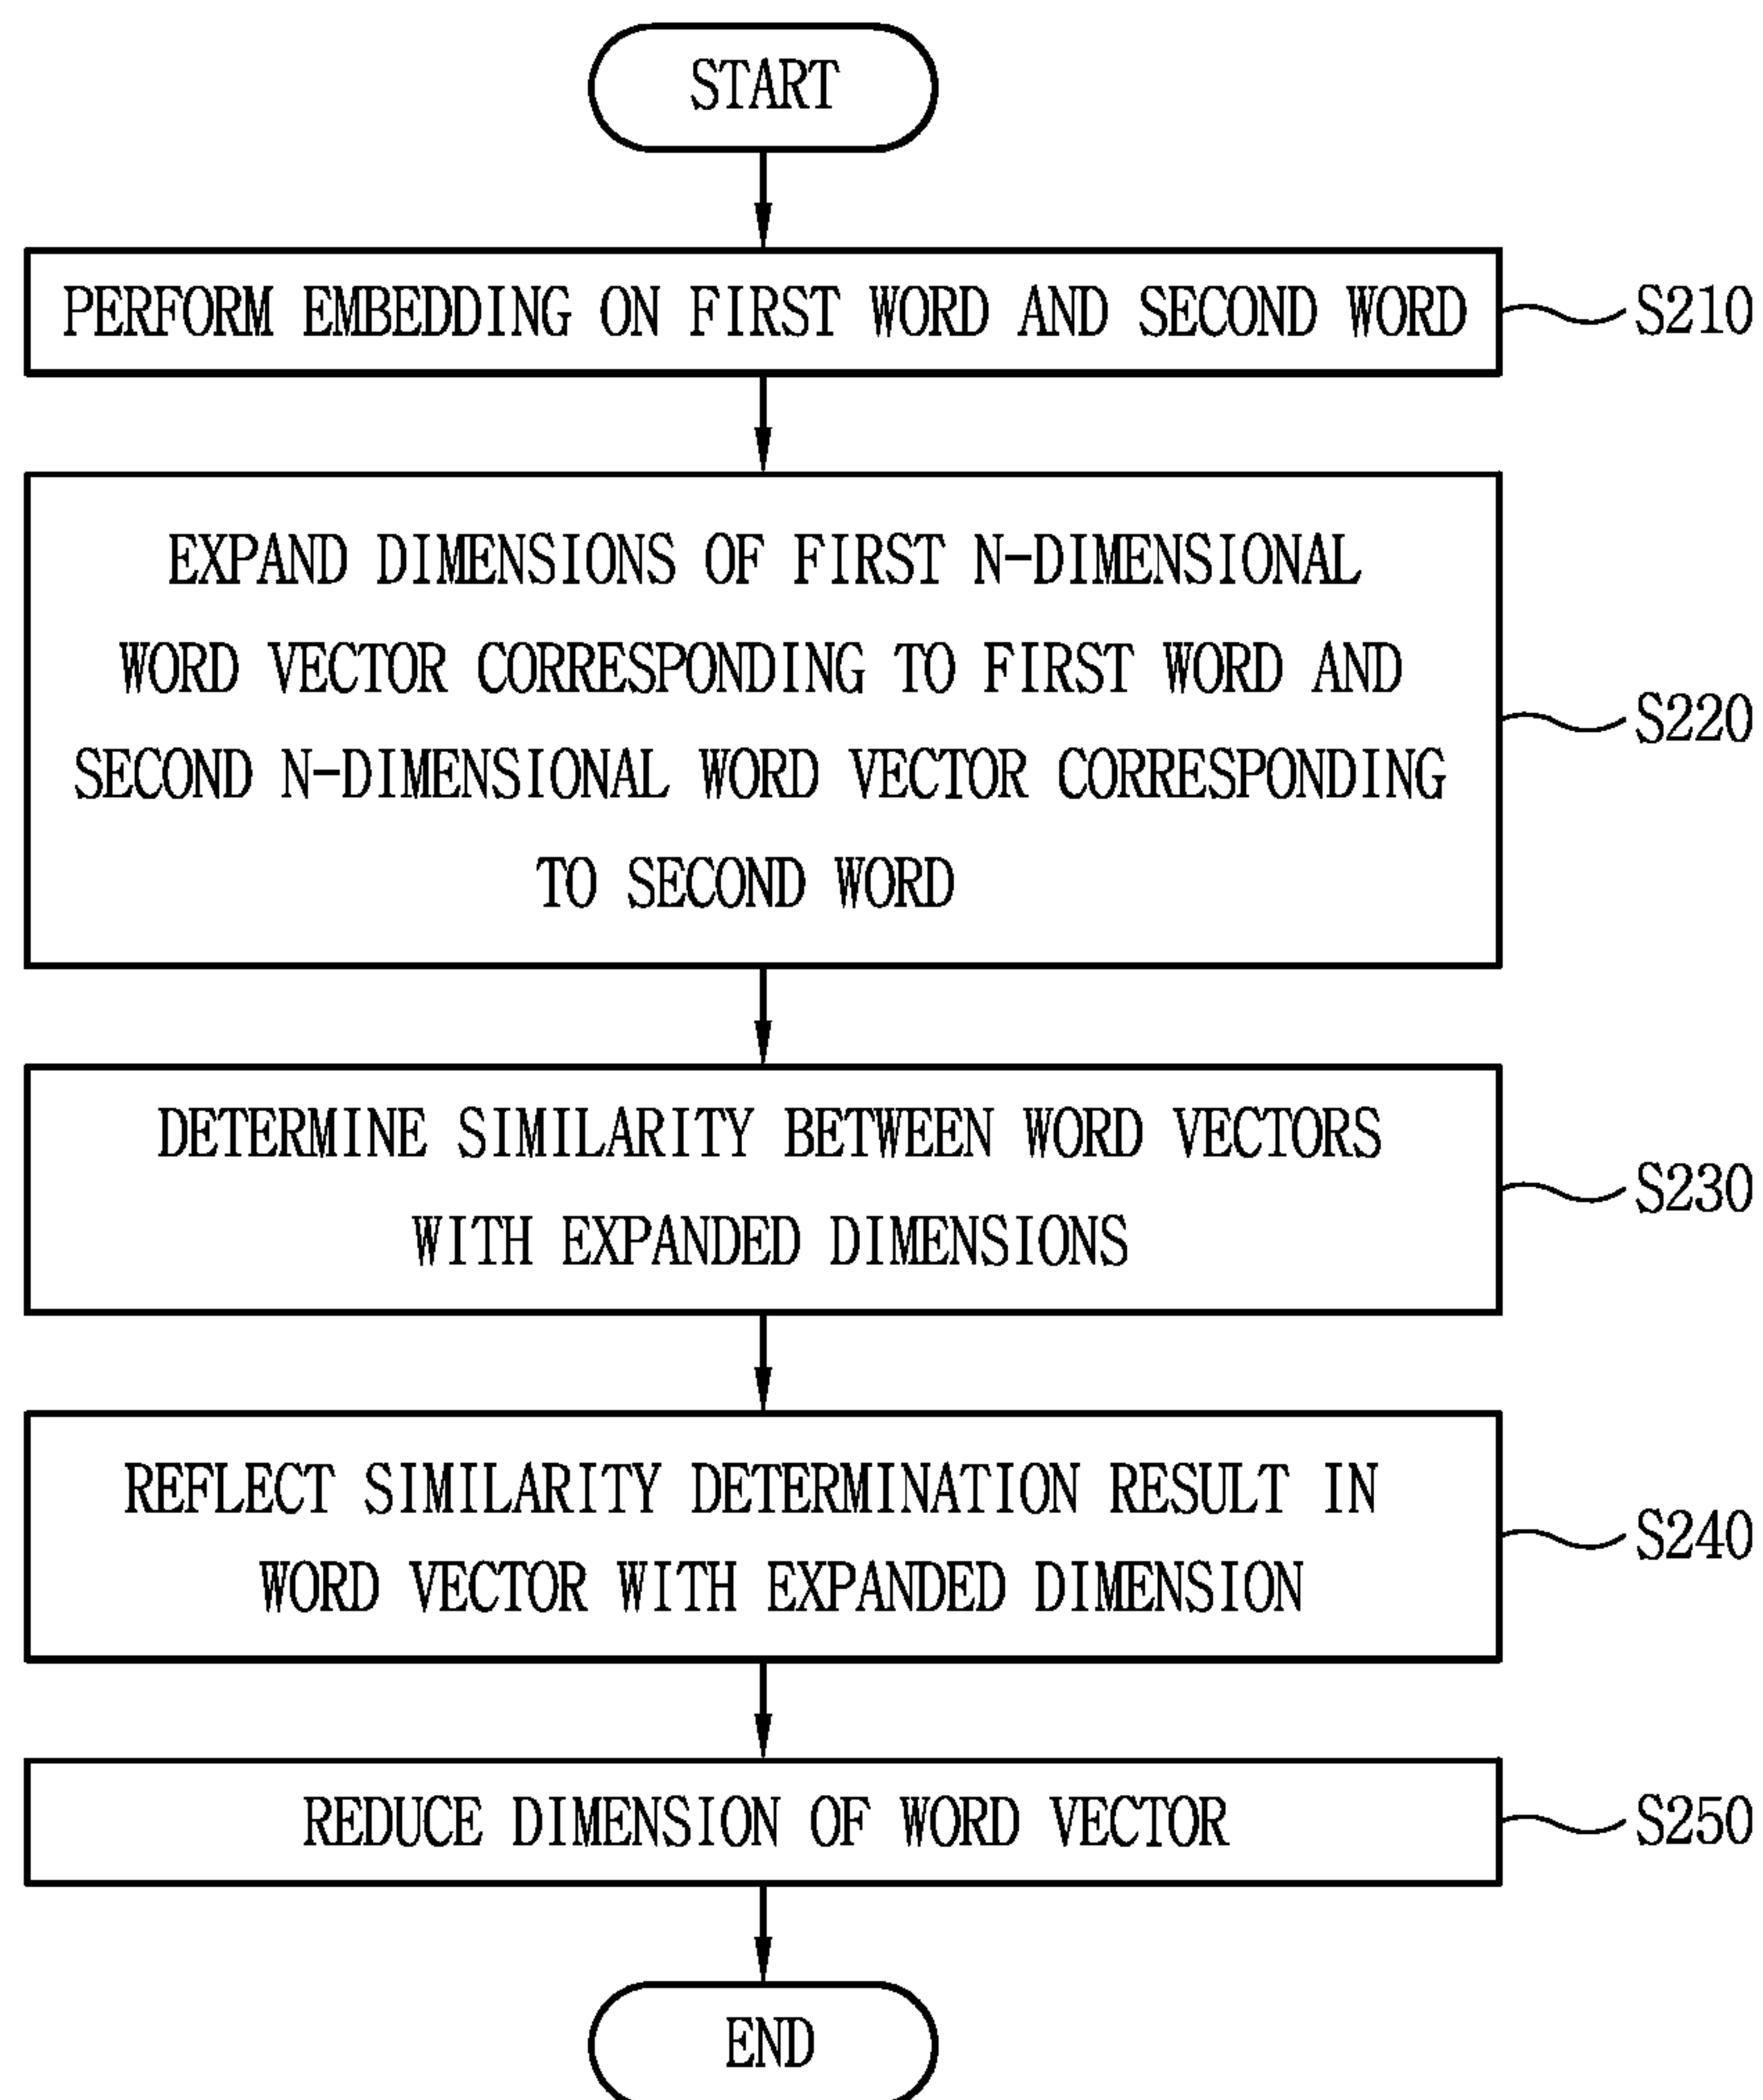 START
PERFORM EMBEDDING ON FIRST WORD AND SECOND WORD
S210
EXPAND DIMENSIONS OF FIRST N-DIMENSIONAL
WORD VECTOR CORRESPONDING TO FIRST WORD AND
SECOND N-DIMENSIONAL WORD VECTOR CORRESPONDING
TO SECOND WORD
S220
DETERMINE SIMILARITY BETWEEN WORD VECTORS
WITH EXPANDED DIMENSIONS
S230
REFLECT SIMILARITY DETERMINATION RESULT IN
WORD VECTOR WITH EXPANDED DIMENSION
S240
REDUCE DIMENSION OF WORD VECTOR
S250
END